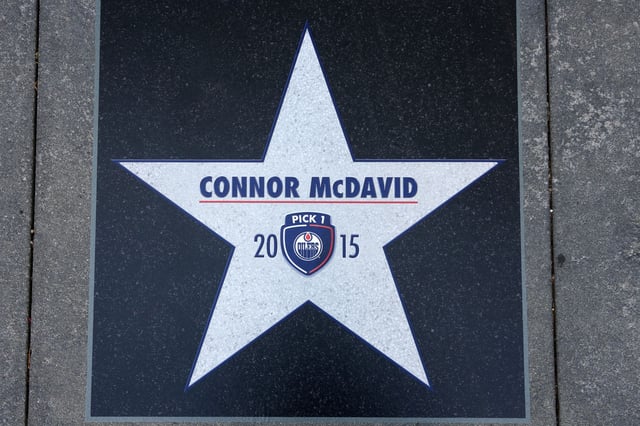 CONNOR McDAVID
PICK 1
20 OILERS 15